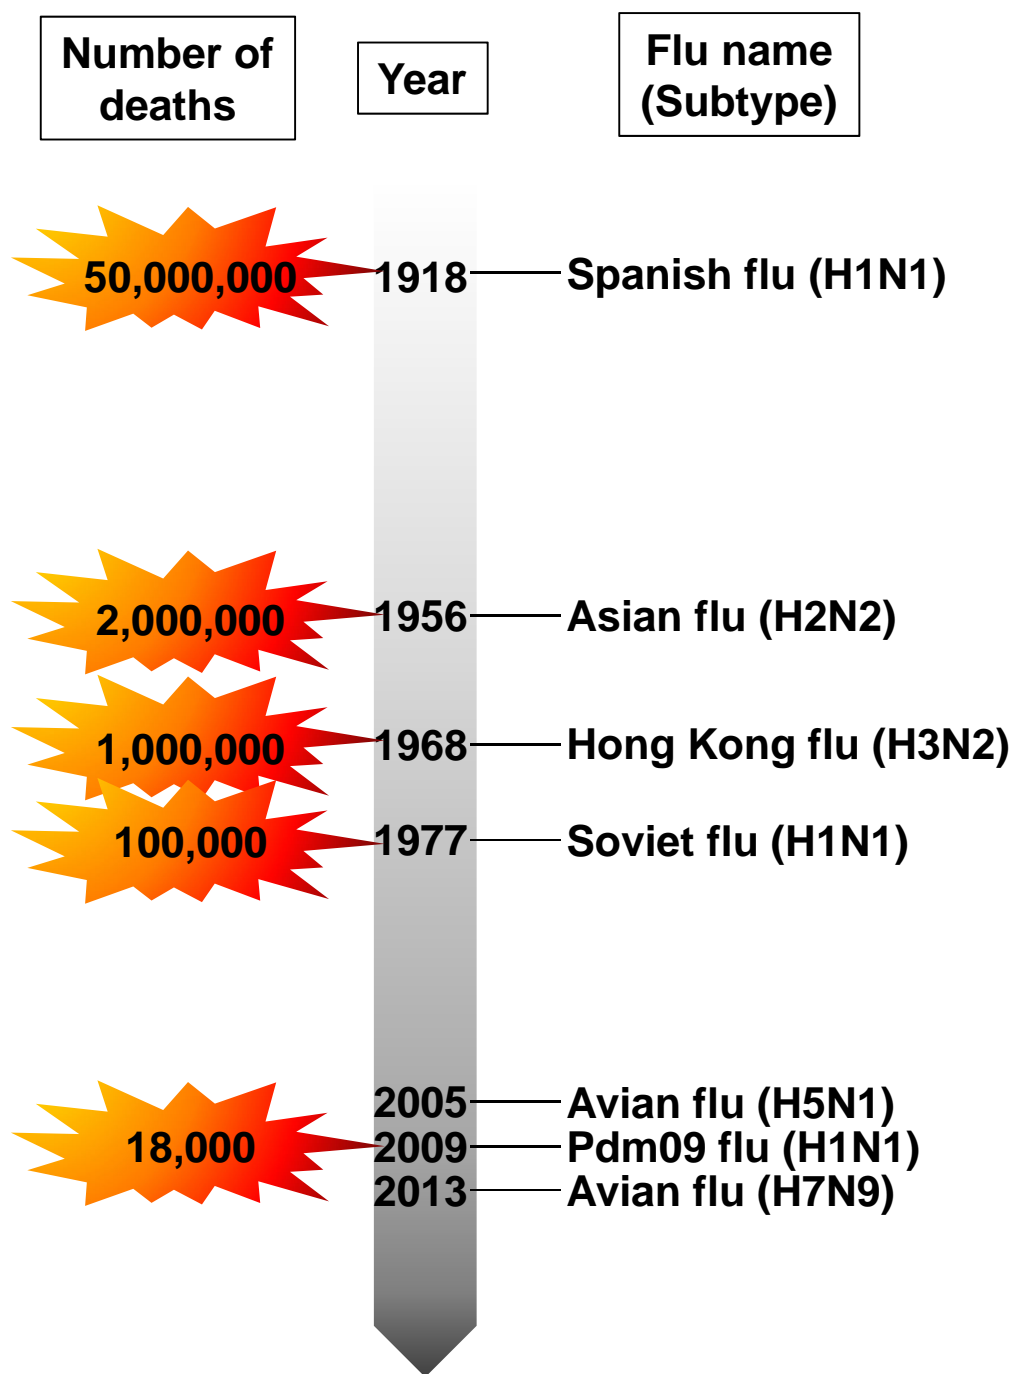 Number of
deaths
Year
Flu name
(Subtype)
50,000,000 1918 Spanish flu (H1N1)
2,000,000 1956 Asian flu (H2N2)
1,000,000 1968 Hong Kong flu (H3N2)
100,000 1977 Soviet flu (H1N1)
2005 Avian flu (H5N1)
18,000 2009 Pdm09 flu (H1N1)
2013 Avian flu (H7N9)